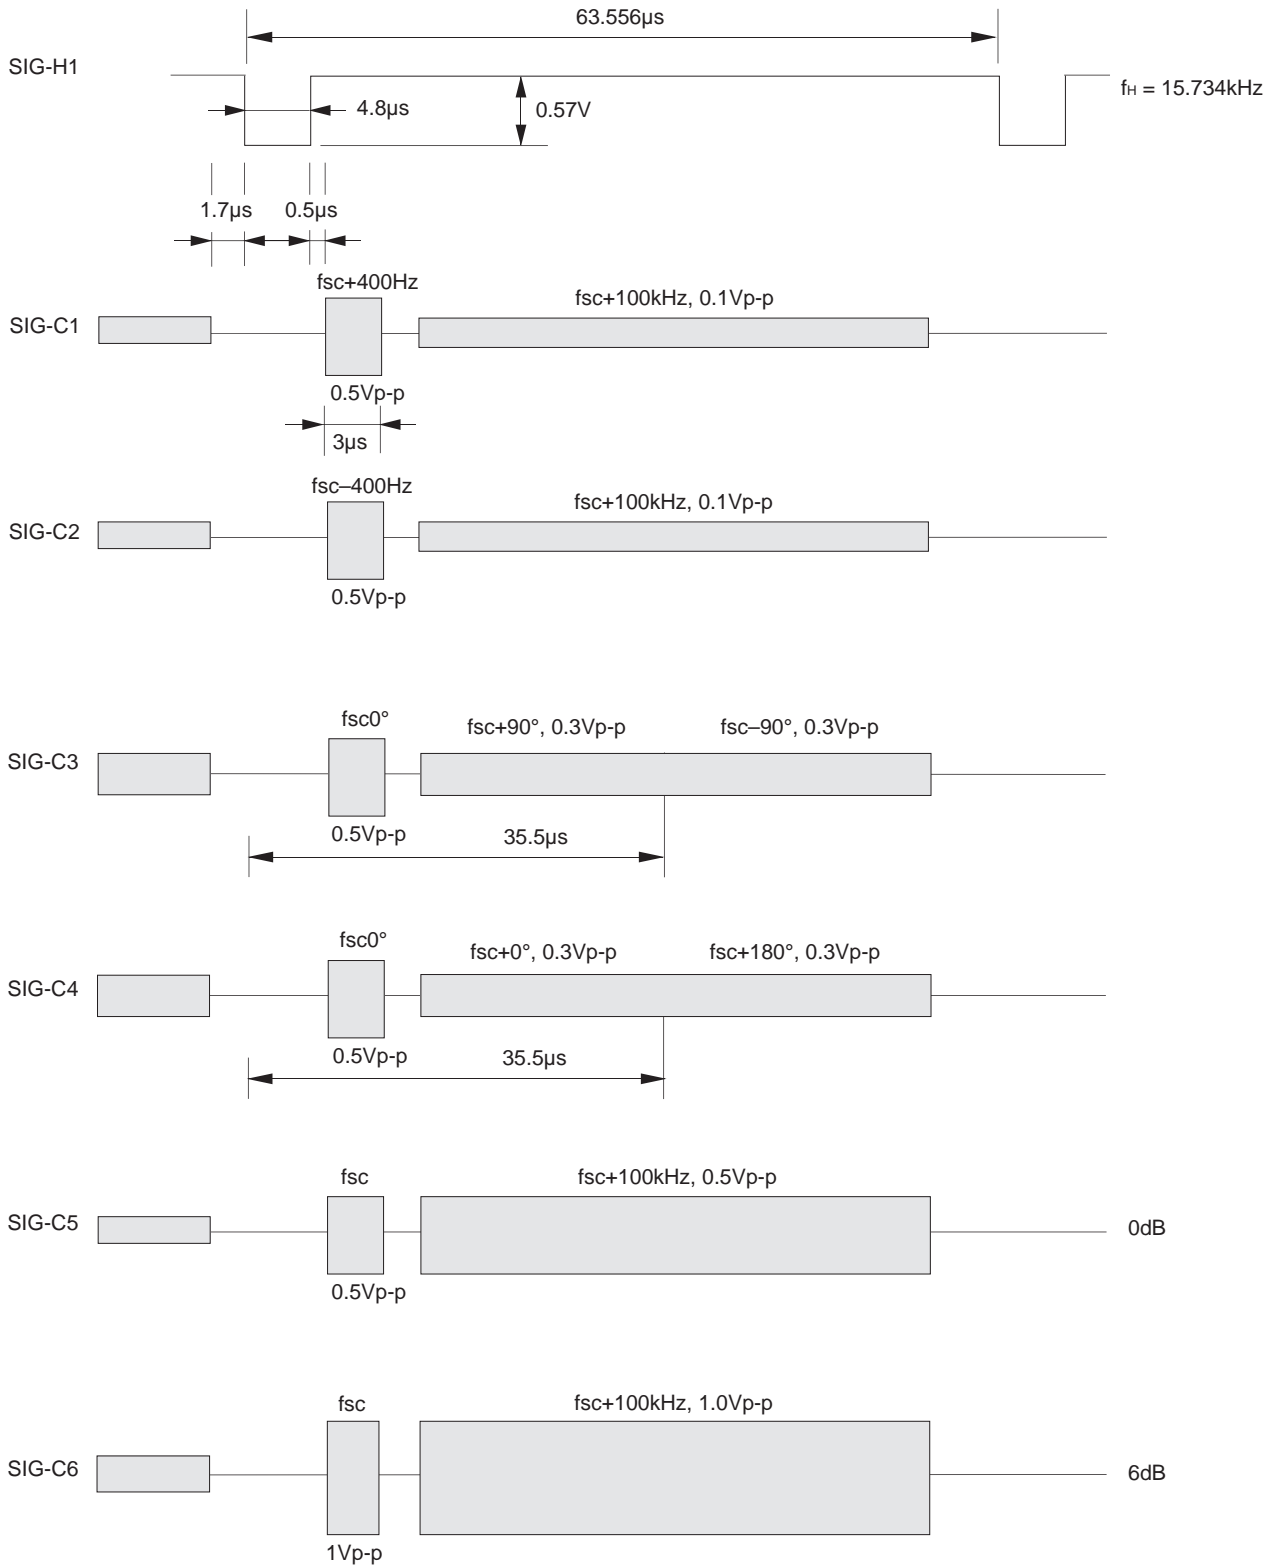 63.556µs
SIG-H1
4.8µs
0.57V
fH = 15.734kHz
1.7µs
0.5µs
fsc+400Hz
fsc+100kHz, 0.1Vp-p
SIG-C1
0.5Vp-p
3µs
fsc–400Hz
fsc+100kHz, 0.1Vp-p
SIG-C2
0.5Vp-p
fsc0°
fsc+90°, 0.3Vp-p
fsc–90°, 0.3Vp-p
SIG-C3
0.5Vp-p
35.5µs
fsc0°
fsc+0°, 0.3Vp-p
fsc+180°, 0.3Vp-p
SIG-C4
0.5Vp-p
35.5µs
fsc
fsc+100kHz, 0.5Vp-p
SIG-C5
0dB
0.5Vp-p
fsc
fsc+100kHz, 1.0Vp-p
SIG-C6
6dB
1Vp-p